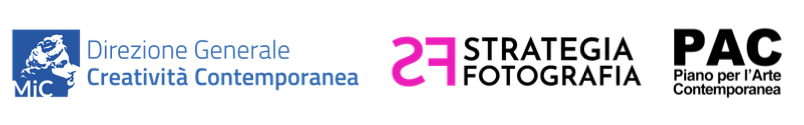 MiC
Direzione Generale
Creatività Contemporanea
SF
STRATEGIA
FOTOGRAFIA
PAC
Piano per l'Arte
Contemporanea